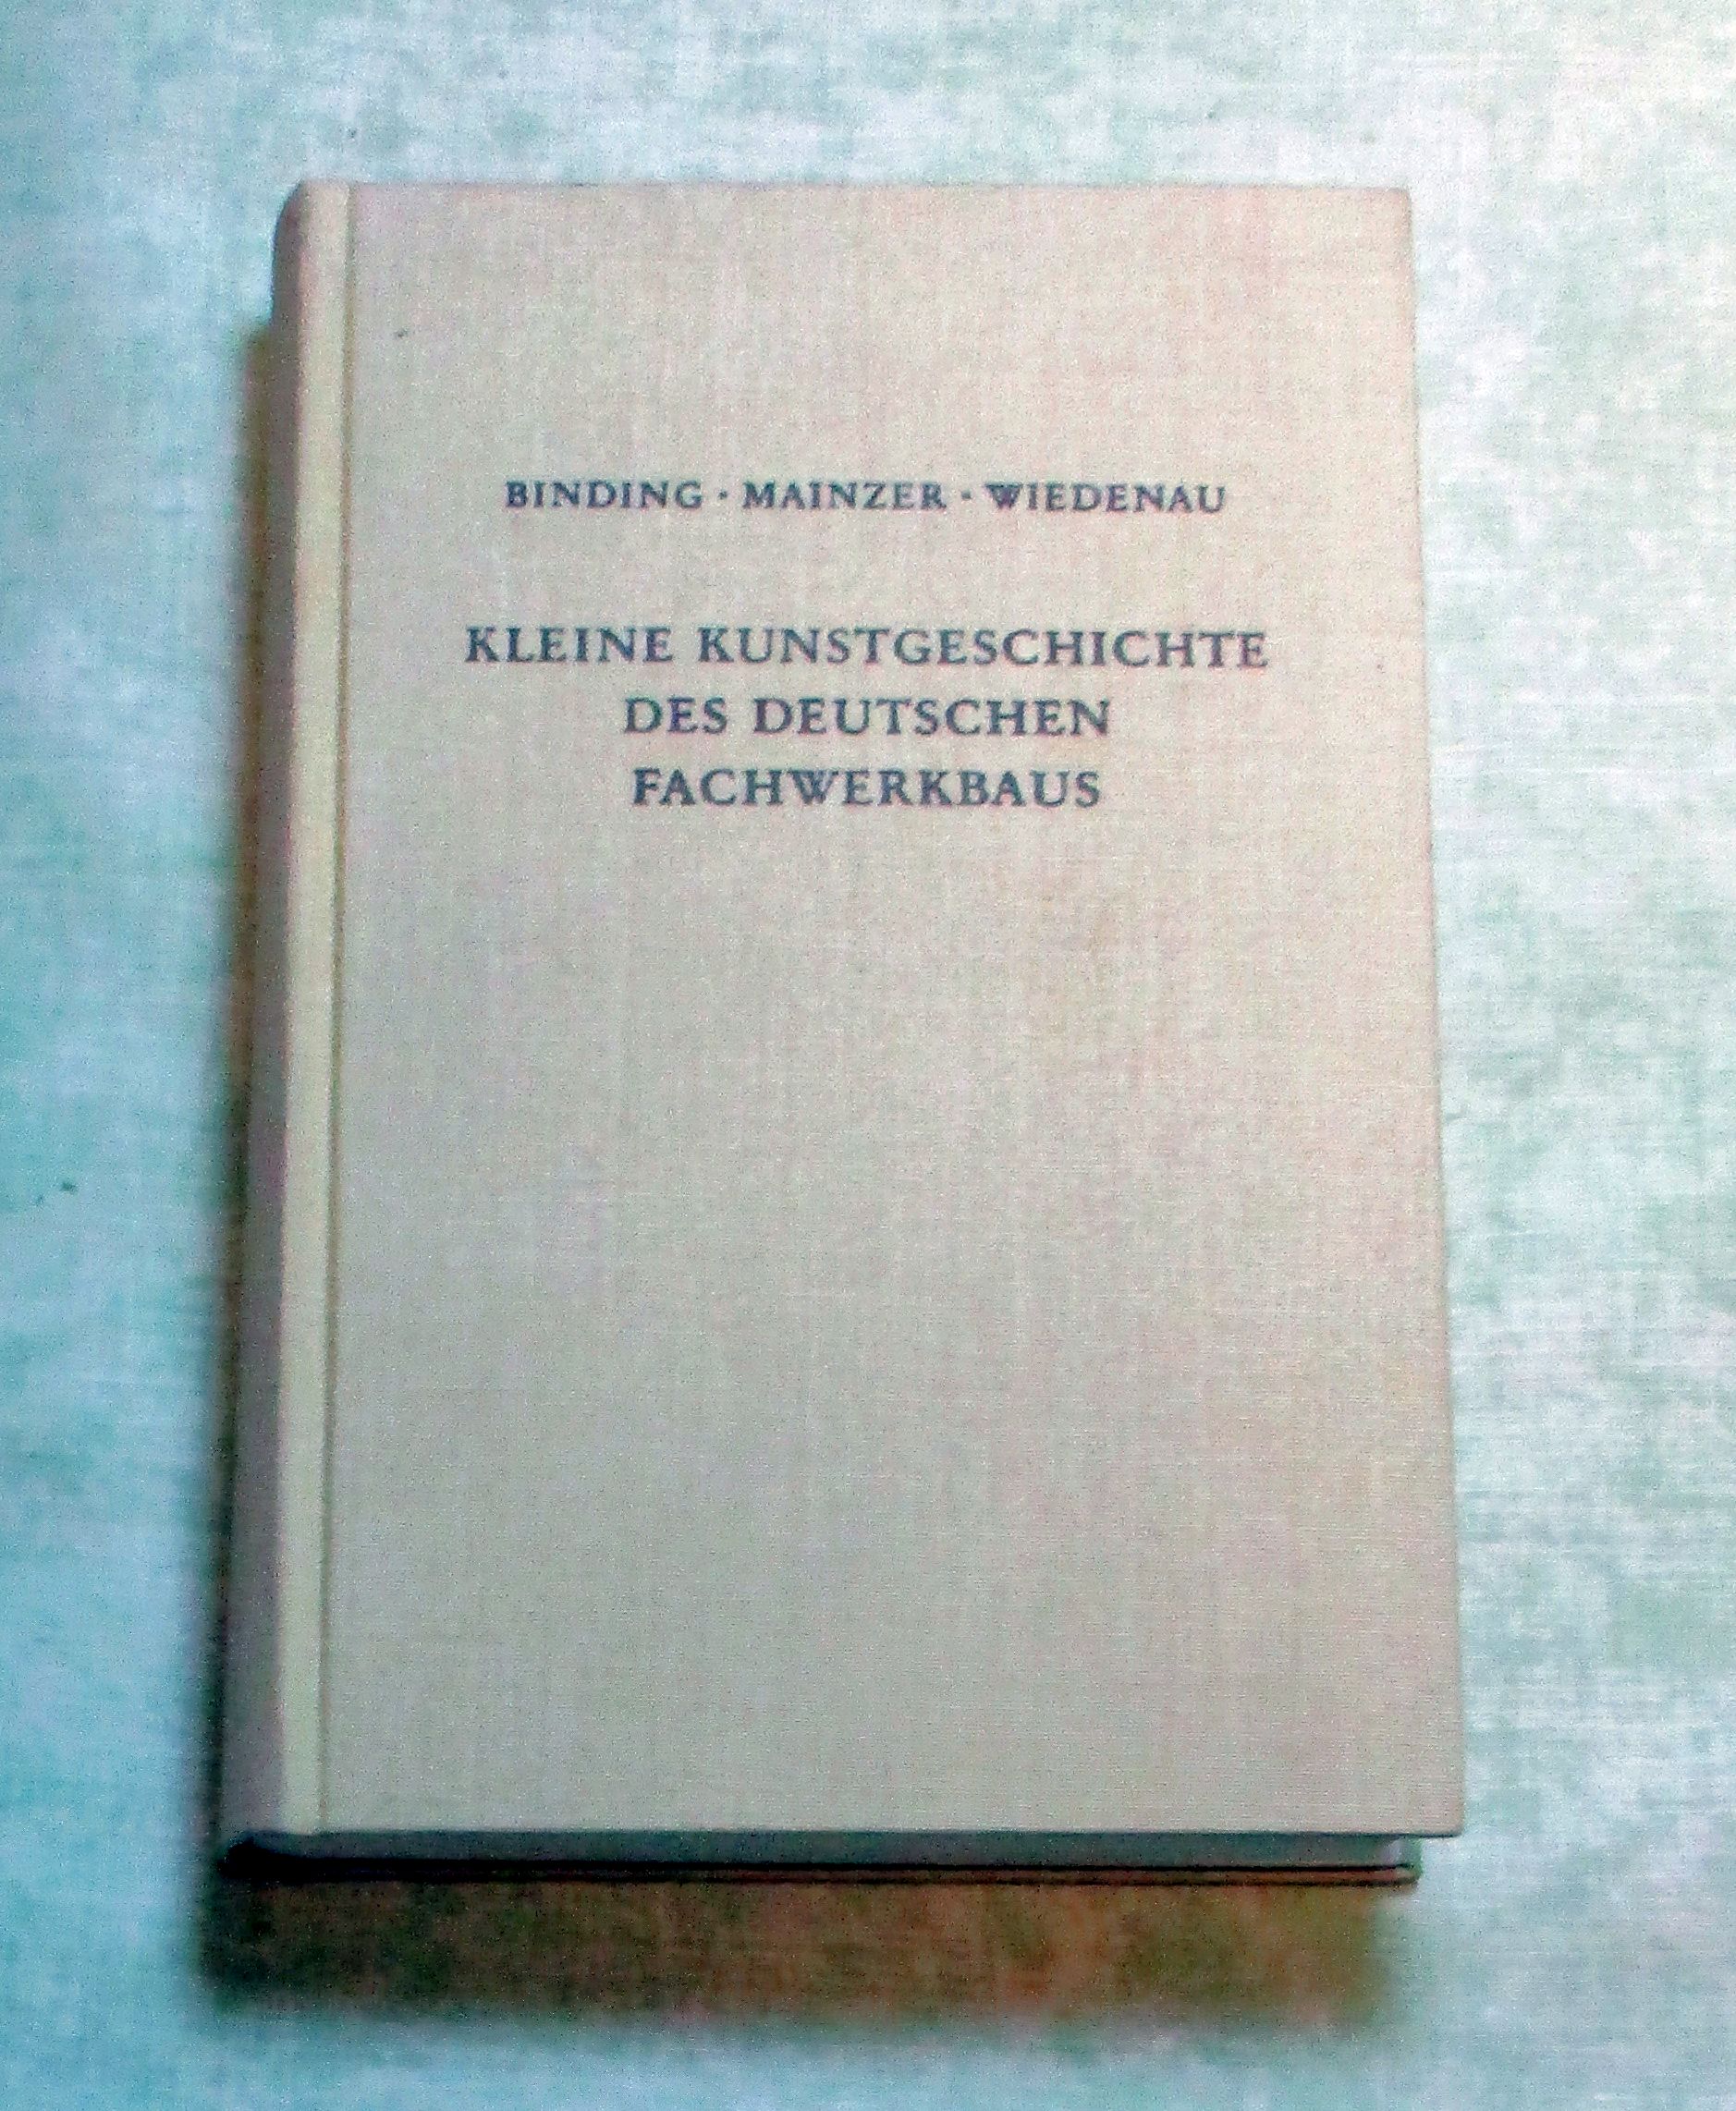 BINDING · MAINZER · WIEDENAU
KLEINE KUNSTGESCHICHTE
DES DEUTSCHEN
FACHWERKBAUS